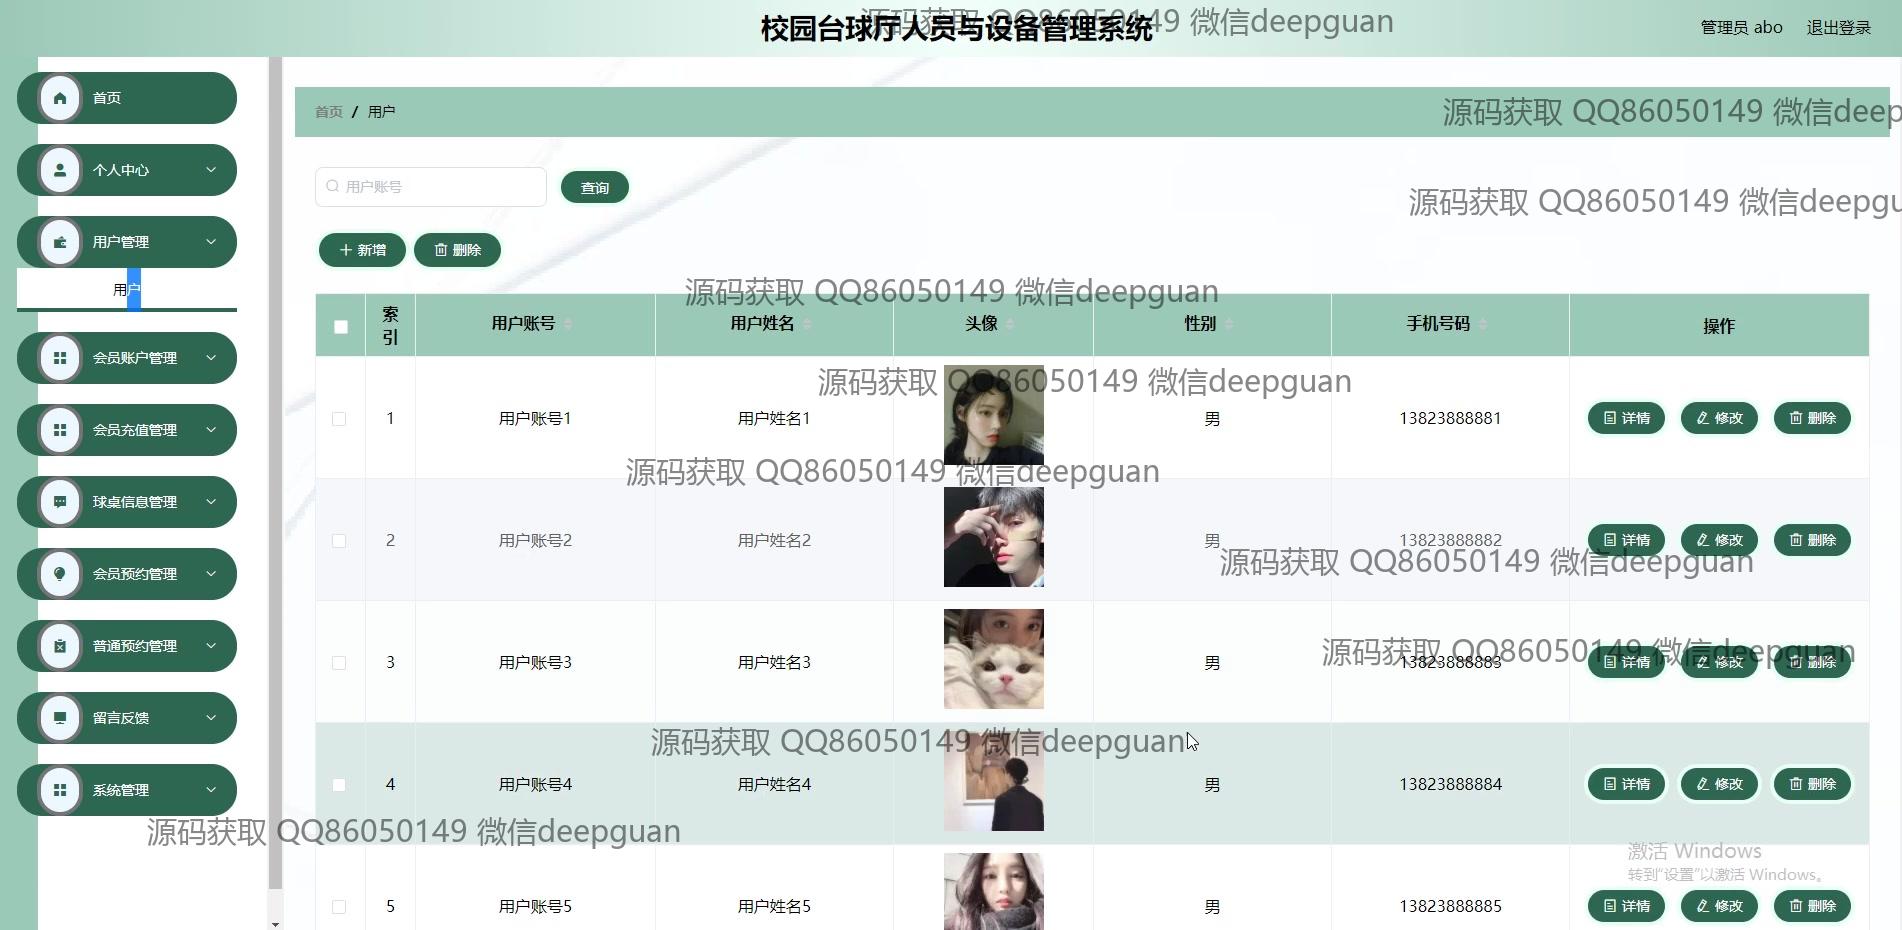 校园台球厅人员与设备管理系统
源码获取 QQ86050149 微信deepguan
管理员 abo
退出登录
首页
个人中心
用户管理
用户
会员账户管理
会员充值管理
球桌信息管理
会员预约管理
普通预约管理
留言反馈
系统管理
首页 / 用户
源码获取 QQ86050149 微信deep
用户账号
查询
源码获取 QQ86050149 微信deepgu
新增
删除
源码获取 QQ86050149 微信deepguan
索引 用户账号 用户姓名 头像 性别 手机号码 操作
源码获取 QQ86050149 微信deepguan
1 用户账号1 用户姓名1 男 13823888881 详情 修改 删除
源码获取 QQ86050149 微信deepguan
2 用户账号2 用户姓名2 男 13823888882 详情 修改 删除
源码获取 QQ86050149 微信deepguan
源码获取 QQ86050149 微信deepguan
3 用户账号3 用户姓名3 男 13823888883 详情 修改 删除
源码获取 QQ86050149 微信deepguan
4 用户账号4 用户姓名4 男 13823888884 详情 修改 删除
源码获取 QQ86050149 微信deepguan
激活 Windows
转到"设置"以激活 Windows。
5 用户账号5 用户姓名5 男 13823888885 详情 修改 删除